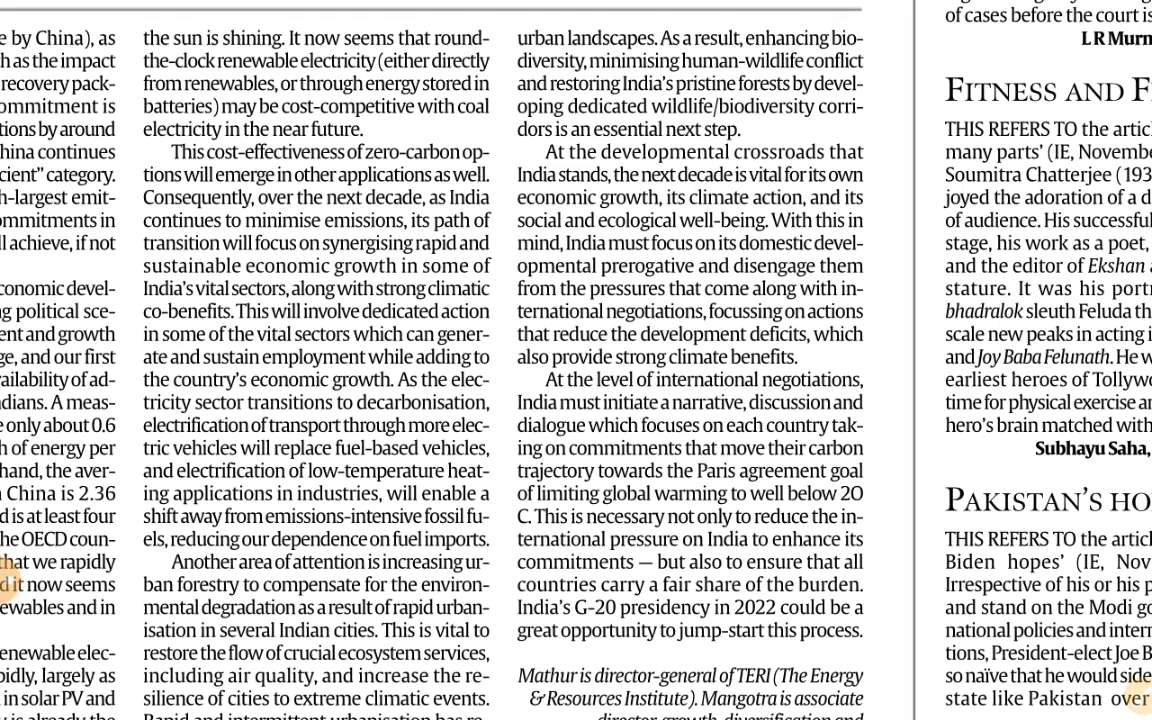 e by China), as
h as the impact
recovery pack-
ommitment is
tions by around
hina continues
cient” category.
h-largest emit-
ommitments in
ll achieve, if not
conomic devel-
ng political sce-
ent and growth
ge, and our first
vailability of ad-
ndians. A meas-
e only about 0.6
h of energy per
hand, the aver-
n China is 2.36
d is at least four
he OECD coun-
that we rapidly
d it now seems
ewables and in
enewable elec-
pidly, largely as
in solar PV and
y is already the
the sun is shining. It now seems that round-
the-clock renewable electricity (either directly
from renewables, or through energy stored in
batteries) may be cost-competitive with coal
electricity in the near future.
This cost-effectiveness of zero-carbon op-
tions will emerge in other applications as well.
Consequently, over the next decade, as India
continues to minimise emissions, its path of
transition will focus on synergising rapid and
sustainable economic growth in some of
India’s vital sectors, along with strong climatic
co-benefits. This will involve dedicated action
in some of the vital sectors which can gener-
ate and sustain employment while adding to
the country’s economic growth. As the elec-
tricity sector transitions to decarbonisation,
electrification of transport through more elec-
tric vehicles will replace fuel-based vehicles,
and electrification of low-temperature heat-
ing applications in industries, will enable a
shift away from emissions-intensive fossil fu-
els, reducing our dependence on fuel imports.
Another area of attention is increasing ur-
ban forestry to compensate for the environ-
mental degradation as a result of rapid urban-
isation in several Indian cities. This is vital to
restore the flow of crucial ecosystem services,
including air quality, and increase the re-
silience of cities to extreme climatic events.
Rapid and intermittent urbanisation has re-
urban landscapes. As a result, enhancing bio-
diversity, minimising human-wildlife conflict
and restoring India’s pristine forests by devel-
oping dedicated wildlife/biodiversity corri-
dors is an essential next step.
At the developmental crossroads that
India stands, the next decade is vital for its own
economic growth, its climate action, and its
social and ecological well-being. With this in
mind, India must focus on its domestic devel-
opmental prerogative and disengage them
from the pressures that come along with in-
ternational negotiations, focussing on actions
that reduce the development deficits, which
also provide strong climate benefits.
At the level of international negotiations,
India must initiate a narrative, discussion and
dialogue which focuses on each country tak-
ing on commitments that move their carbon
trajectory towards the Paris agreement goal
of limiting global warming to well below 20
C. This is necessary not only to reduce the in-
ternational pressure on India to enhance its
commitments — but also to ensure that all
countries carry a fair share of the burden.
India’s G-20 presidency in 2022 could be a
great opportunity to jump-start this process.
Mathur is director-general of TERI (The Energy
& Resources Institute). Mangotra is associate
director, growth, diversification and
of cases before the court is
L R Murm
FITNESS AND F
THIS REFERS TO the articl
many parts’ (IE, Novembe
Soumitra Chatterjee (193
joyed the adoration of a d
of audience. His successful
stage, his work as a poet,
and the editor of Ekshan a
stature. It was his portr
bhadralok sleuth Feluda th
scale new peaks in acting i
and Joy Baba Felunath. He w
earliest heroes of Tollywo
time for physical exercise an
hero’s brain matched with
Subhayu Saha,
PAKISTAN’S HO
THIS REFERS TO the articl
Biden hopes’ (IE, Nov
Irrespective of his or his p
and stand on the Modi go
national policies and intern
tions, President-elect Joe B
so naïve that he would side
state like Pakistan over